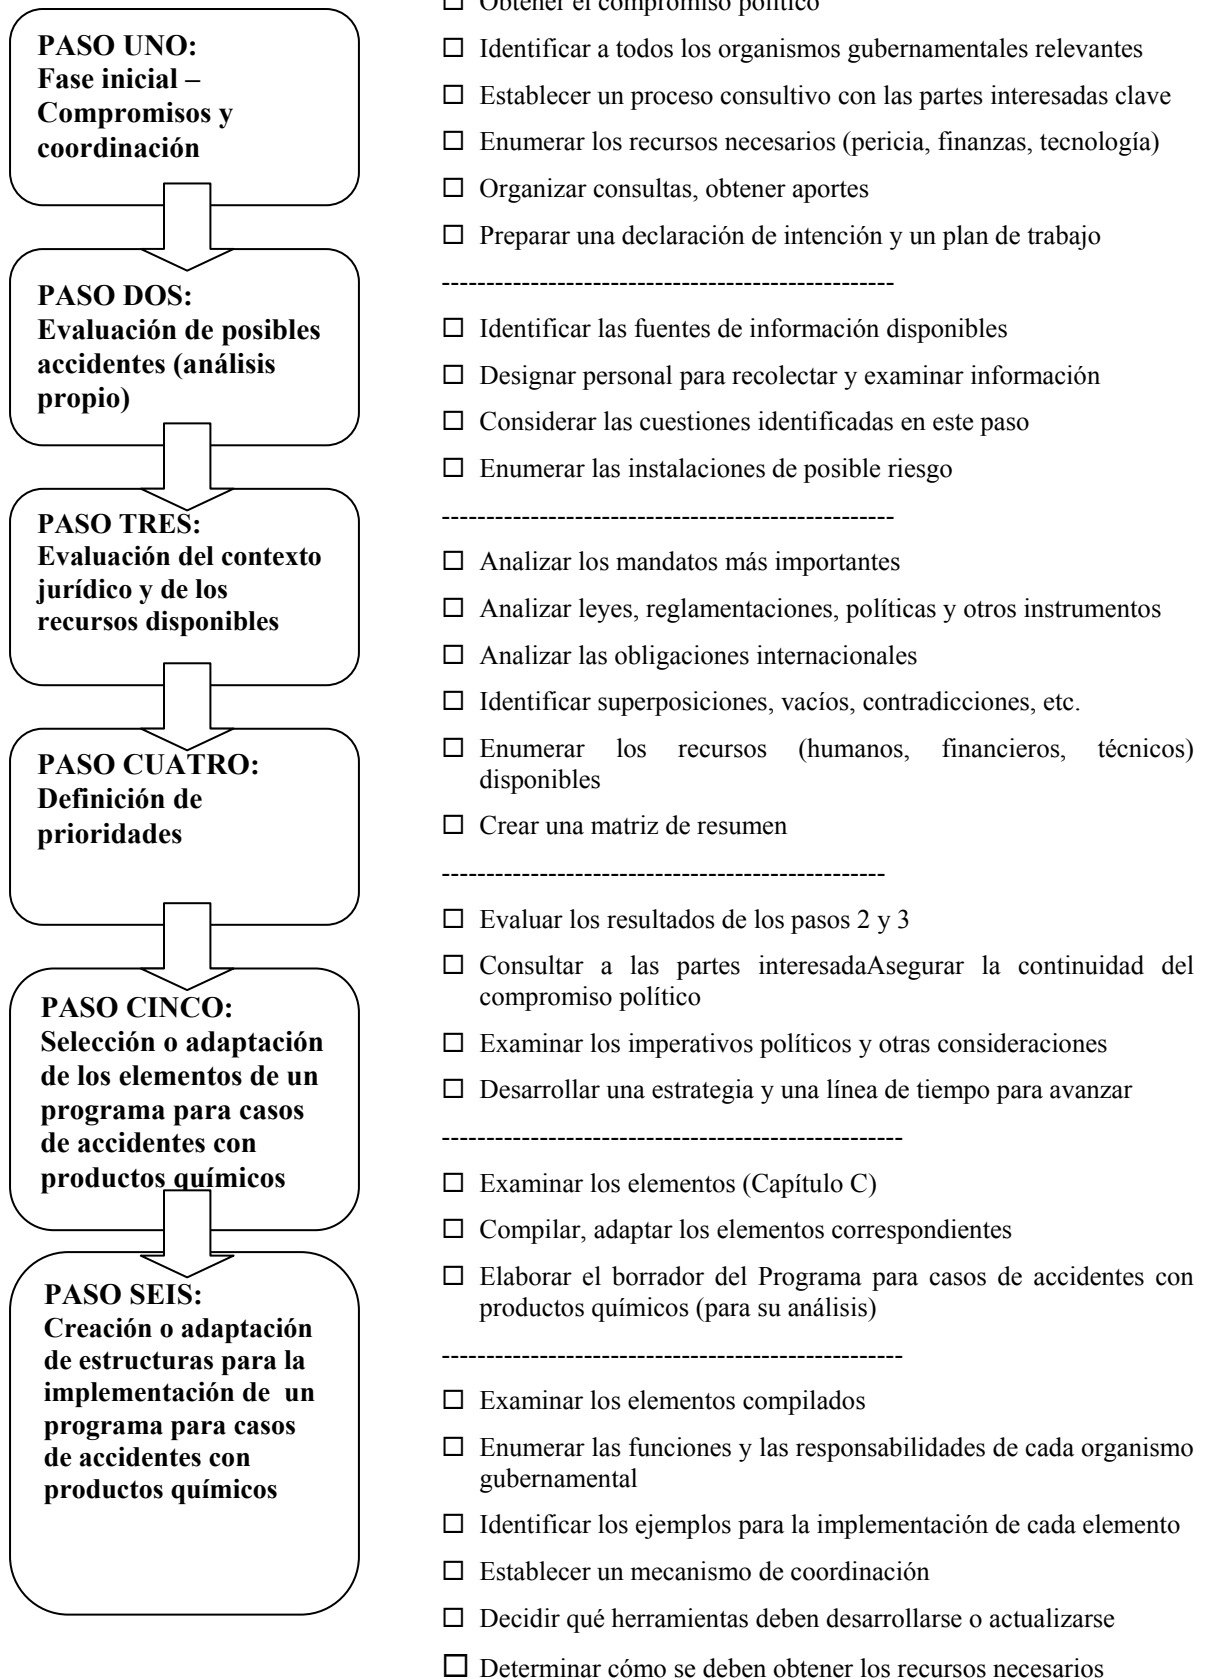 PASO UNO:
Fase inicial –
Compromisos y
coordinación
PASO DOS:
Evaluación de posibles
accidentes (análisis
propio)
PASO TRES:
Evaluación del contexto
jurídico y de los
recursos disponibles
PASO CUATRO:
Definición de
prioridades
PASO CINCO:
Selección o adaptación
de los elementos de un
programa para casos
de accidentes con
productos químicos
PASO SEIS:
Creación o adaptación
de estructuras para la
implementación de un
programa para casos
de accidentes con
productos químicos
☐ Obtener el compromiso político
☐ Identificar a todos los organismos gubernamentales relevantes
☐ Establecer un proceso consultivo con las partes interesadas clave
☐ Enumerar los recursos necesarios (pericia, finanzas, tecnología)
☐ Organizar consultas, obtener aportes
☐ Preparar una declaración de intención y un plan de trabajo
---------------------------------------------------
☐ Identificar las fuentes de información disponibles
☐ Designar personal para recolectar y examinar información
☐ Considerar las cuestiones identificadas en este paso
☐ Enumerar las instalaciones de posible riesgo
---------------------------------------------------
☐ Analizar los mandatos más importantes
☐ Analizar leyes, reglamentaciones, políticas y otros instrumentos
☐ Analizar las obligaciones internacionales
☐ Identificar superposiciones, vacíos, contradicciones, etc.
☐ Enumerar los recursos (humanos, financieros, técnicos)
disponibles
☐ Crear una matriz de resumen
--------------------------------------------------
☐ Evaluar los resultados de los pasos 2 y 3
☐ Consultar a las partes interesadaAsegurar la continuidad del
compromiso político
☐ Examinar los imperativos políticos y otras consideraciones
☐ Desarrollar una estrategia y una línea de tiempo para avanzar
----------------------------------------------------
☐ Examinar los elementos (Capítulo C)
☐ Compilar, adaptar los elementos correspondientes
☐ Elaborar el borrador del Programa para casos de accidentes con
productos químicos (para su análisis)
----------------------------------------------------
☐ Examinar los elementos compilados
☐ Enumerar las funciones y las responsabilidades de cada organismo
gubernamental
☐ Identificar los ejemplos para la implementación de cada elemento
☐ Establecer un mecanismo de coordinación
☐ Decidir qué herramientas deben desarrollarse o actualizarse
☐ Determinar cómo se deben obtener los recursos necesarios